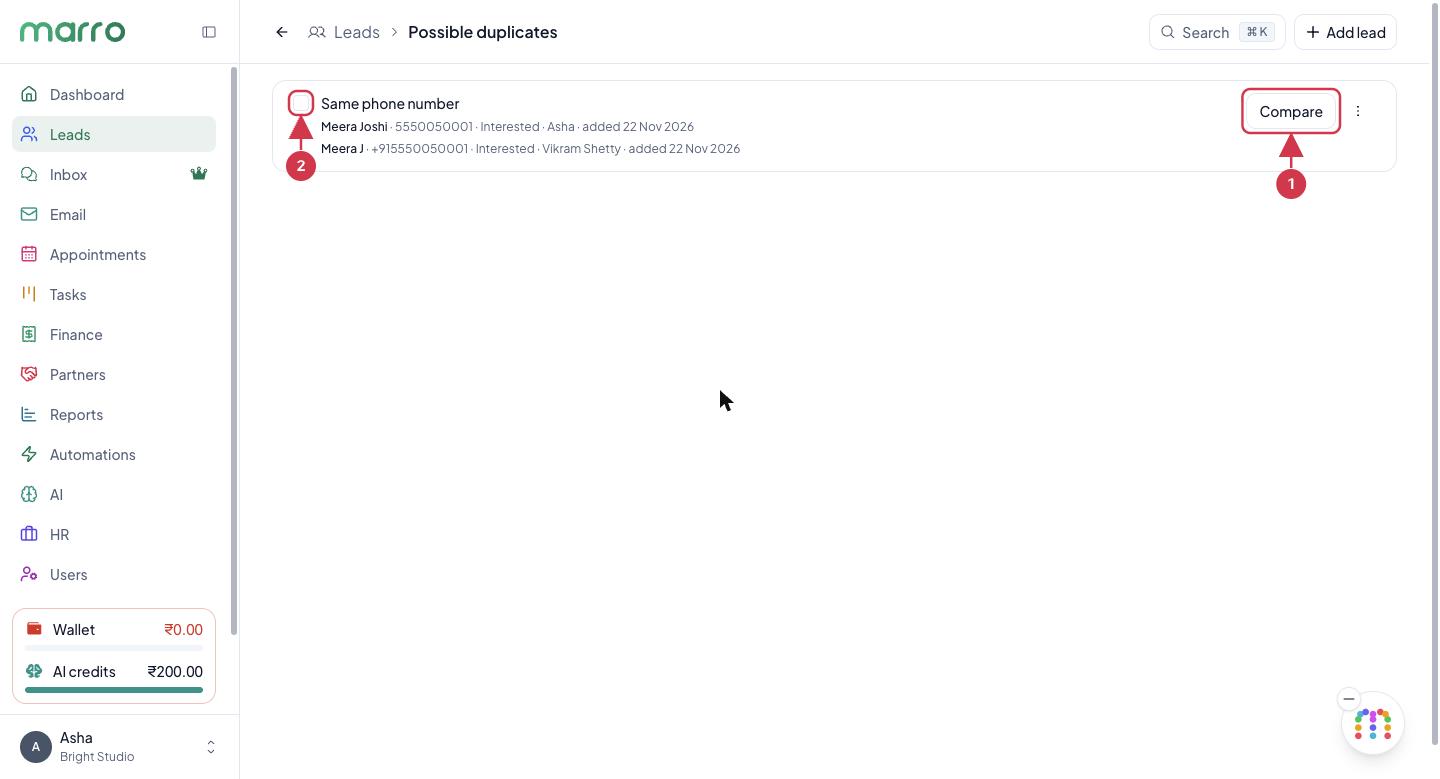 marro
Leads
Possible duplicates
Search
⌘ K
Add lead
Dashboard
Leads
Inbox
Email
Appointments
Tasks
Finance
Partners
Reports
Automations
AI
HR
Users
Wallet ₹0.00
AI credits ₹200.00
A
Asha
Bright Studio
Same phone number
Meera Joshi · 5550050001 · Interested · Asha · added 22 Nov 2026
Meera J · +915550050001 · Interested · Vikram Shetty · added 22 Nov 2026
Compare
2
1